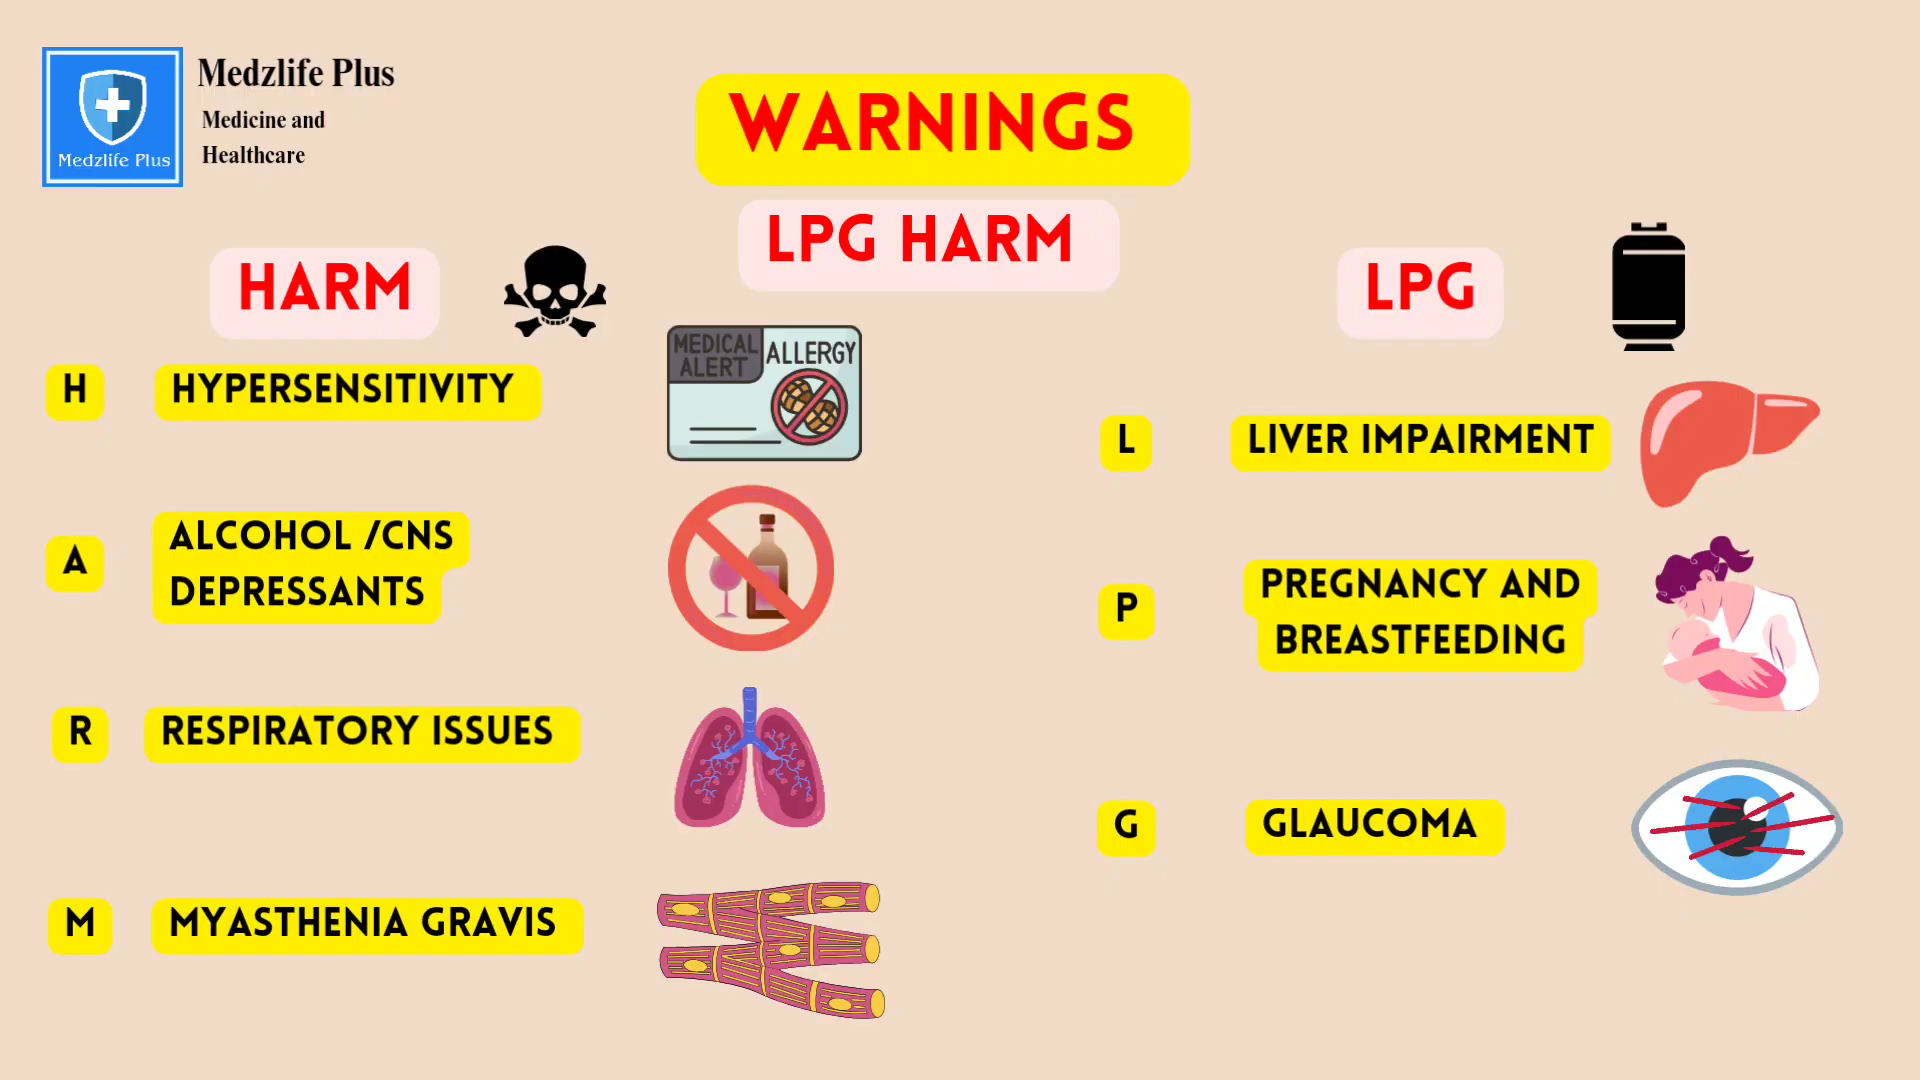 Medzlife Plus
Medzlife Plus
Medicine and
Healthcare
WARNINGS
LPG HARM
HARM
H
HYPERSENSITIVITY
MEDICAL
ALERT
ALLERGY
A
ALCOHOL /CNS
DEPRESSANTS
R
RESPIRATORY ISSUES
M
MYASTHENIA GRAVIS
LPG
L
LIVER IMPAIRMENT
P
PREGNANCY AND
BREASTFEEDING
G
GLAUCOMA